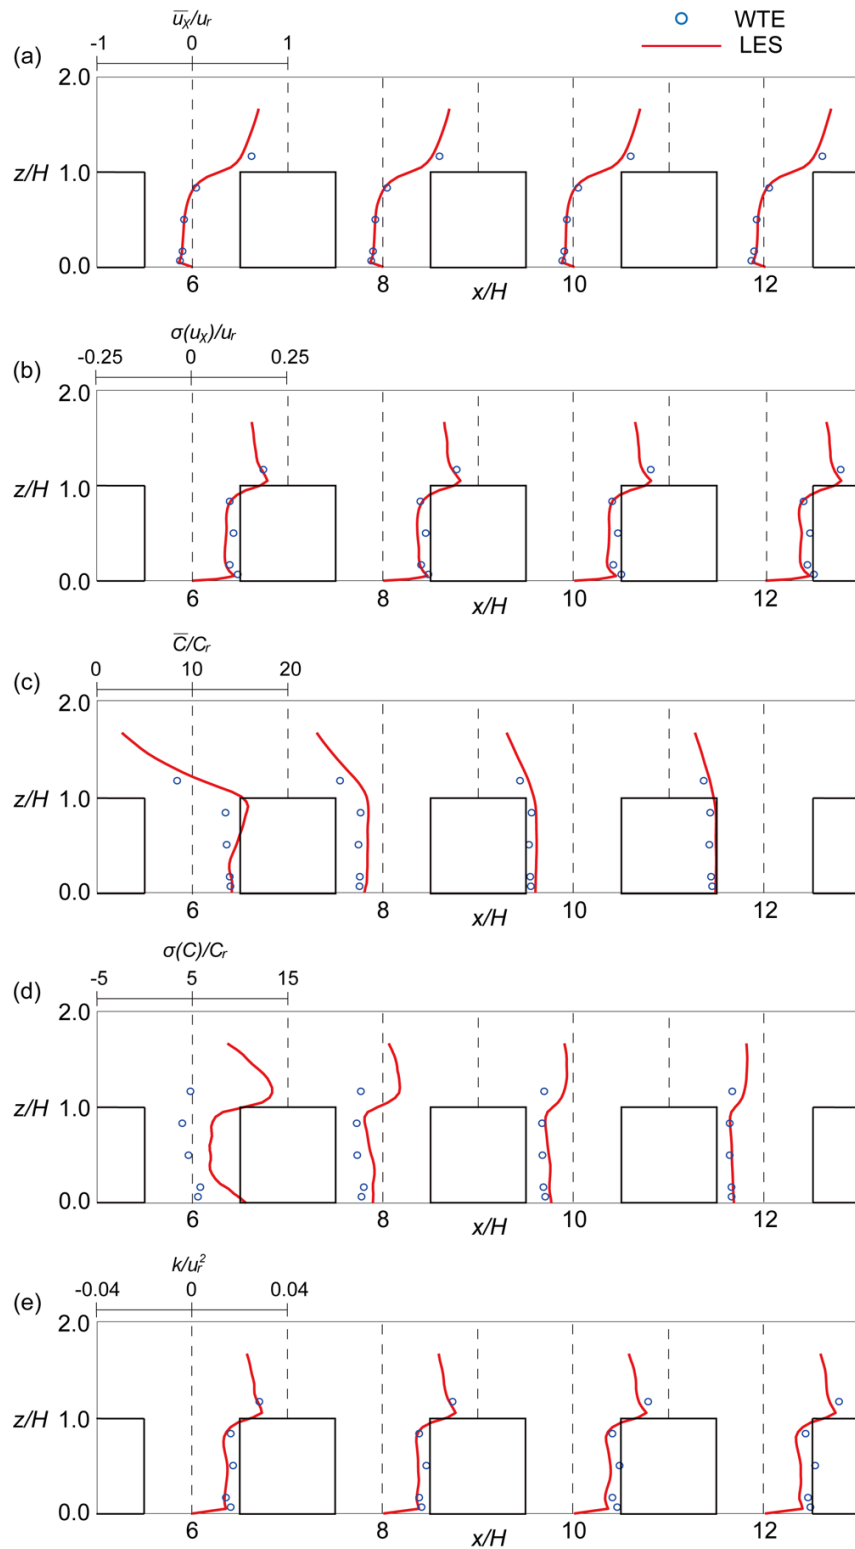 u̅_X/u_r
WTE
-1 0 1
LES
(a)
2.0
z/H 1.0
0.0
6 8 10 12
x/H
σ(u_X)/u_r
-0.25 0 0.25
(b)
2.0
z/H 1.0
0.0
6 8 10 12
x/H
C̅/C_r
0 10 20
(c)
2.0
z/H 1.0
0.0
6 8 10 12
x/H
σ(C)/C_r
-5 5 15
(d)
2.0
z/H 1.0
0.0
6 8 10 12
x/H
k/u_r^2
-0.04 0 0.04
(e)
2.0
z/H 1.0
0.0
6 8 10 12
x/H